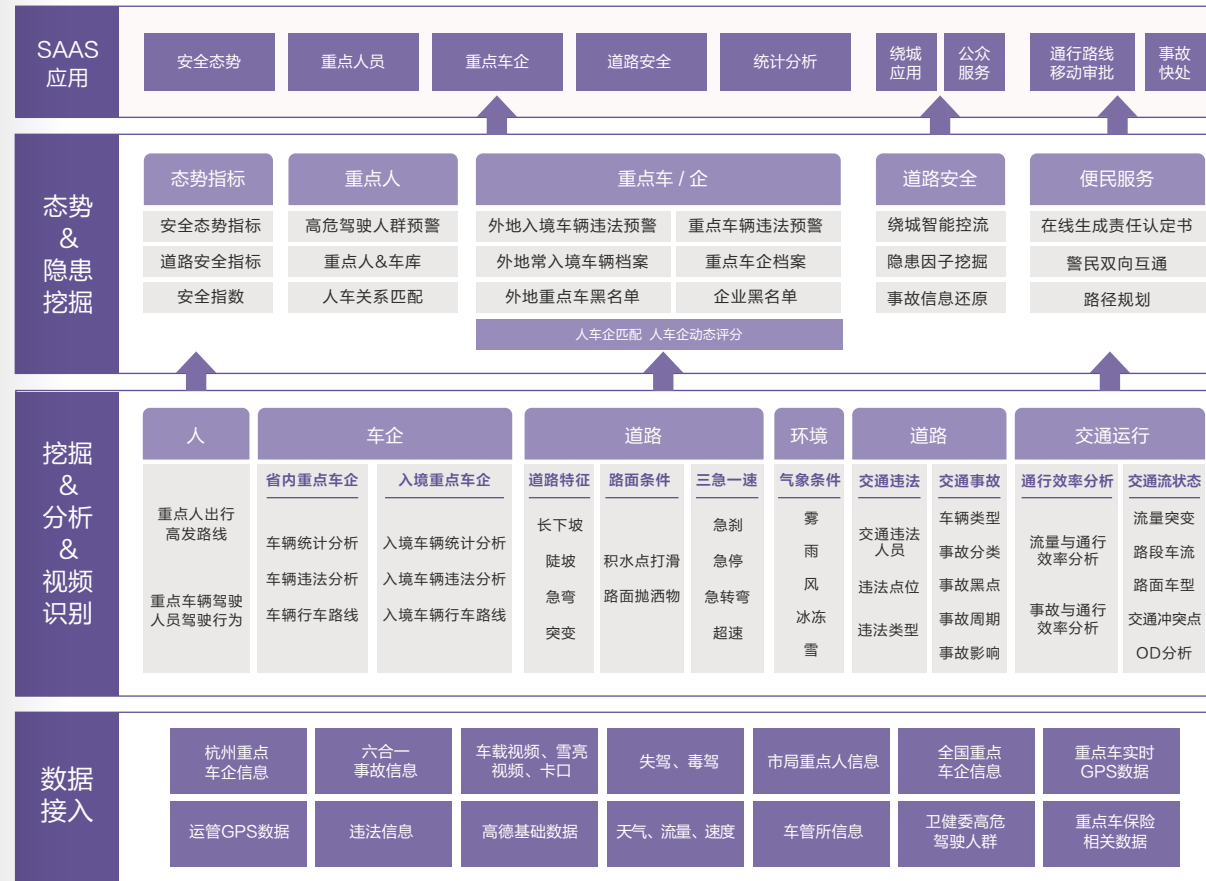 SAAS
应用
安全态势
重点人员
重点车企
道路安全
统计分析
绕城
应用
公众
服务
通行路线
移动审批
事故
快处
态势
&
隐患
挖掘
态势指标
安全态势指标
道路安全指标
安全指数
重点人
高危驾驶人群预警
重点人&车库
人车关系匹配
重点车 / 企
外地入境车辆违法预警
重点车辆违法预警
外地常入境车辆档案
重点车企档案
外地重点车黑名单
企业黑名单
人车企匹配 人车企动态评分
道路安全
绕城智能控流
隐患因子挖掘
事故信息还原
便民服务
在线生成责任认定书
警民双向互通
路径规划
挖掘
&
分析
&
视频
识别
人
重点人出行
高发路线
重点车辆驾驶
人员驾驶行为
车企
省内重点车企
车辆统计分析
车辆违法分析
车辆行车路线
入境重点车企
入境车辆统计分析
入境车辆违法分析
入境车辆行车路线
道路
道路特征
长下坡
陡坡
急弯
突变
路面条件
积水点打滑
路面抛洒物
三急一速
急刹
急停
急转弯
超速
环境
气象条件
雾
雨
风
冰冻
雪
道路
交通违法
交通违法
人员
违法点位
违法类型
交通事故
车辆类型
事故分类
事故黑点
事故周期
事故影响
交通运行
通行效率分析
流量与通行
效率分析
事故与通行
效率分析
交通流状态
流量突变
路段车流
路面车型
交通冲突点
OD分析
数据
接入
杭州重点
车企信息
六合一
事故信息
车载视频、雪亮
视频、卡口
失驾、毒驾
市局重点人信息
全国重点
车企信息
重点车实时
GPS数据
运管GPS数据
违法信息
高德基础数据
天气、流量、速度
车管所信息
卫健委高危
驾驶人群
重点车保险
相关数据